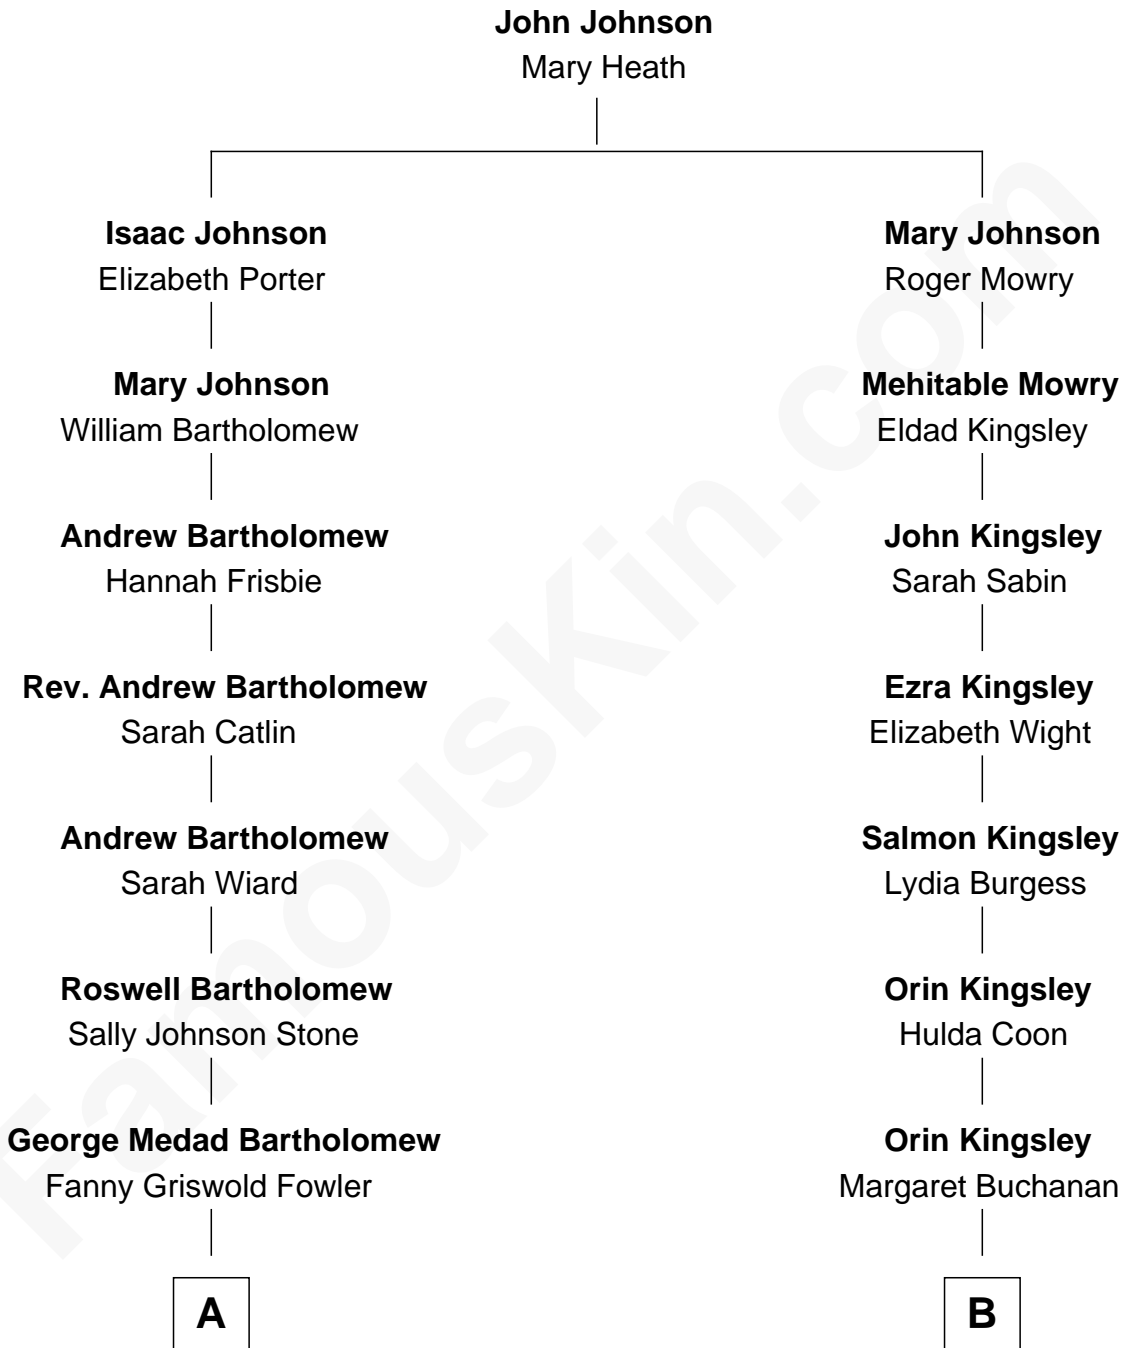 John Johnson
Mary Heath
Isaac Johnson
Elizabeth Porter
Mary Johnson
Roger Mowry
Mary Johnson
William Bartholomew
Mehitable Mowry
Eldad Kingsley
Andrew Bartholomew
Hannah Frisbie
John Kingsley
Sarah Sabin
Rev. Andrew Bartholomew
Sarah Catlin
Ezra Kingsley
Elizabeth Wight
Andrew Bartholomew
Sarah Wiard
Salmon Kingsley
Lydia Burgess
Roswell Bartholomew
Sally Johnson Stone
Orin Kingsley
Hulda Coon
George Medad Bartholomew
Fanny Griswold Fowler
Orin Kingsley
Margaret Buchanan
A
B
FamousKin.com